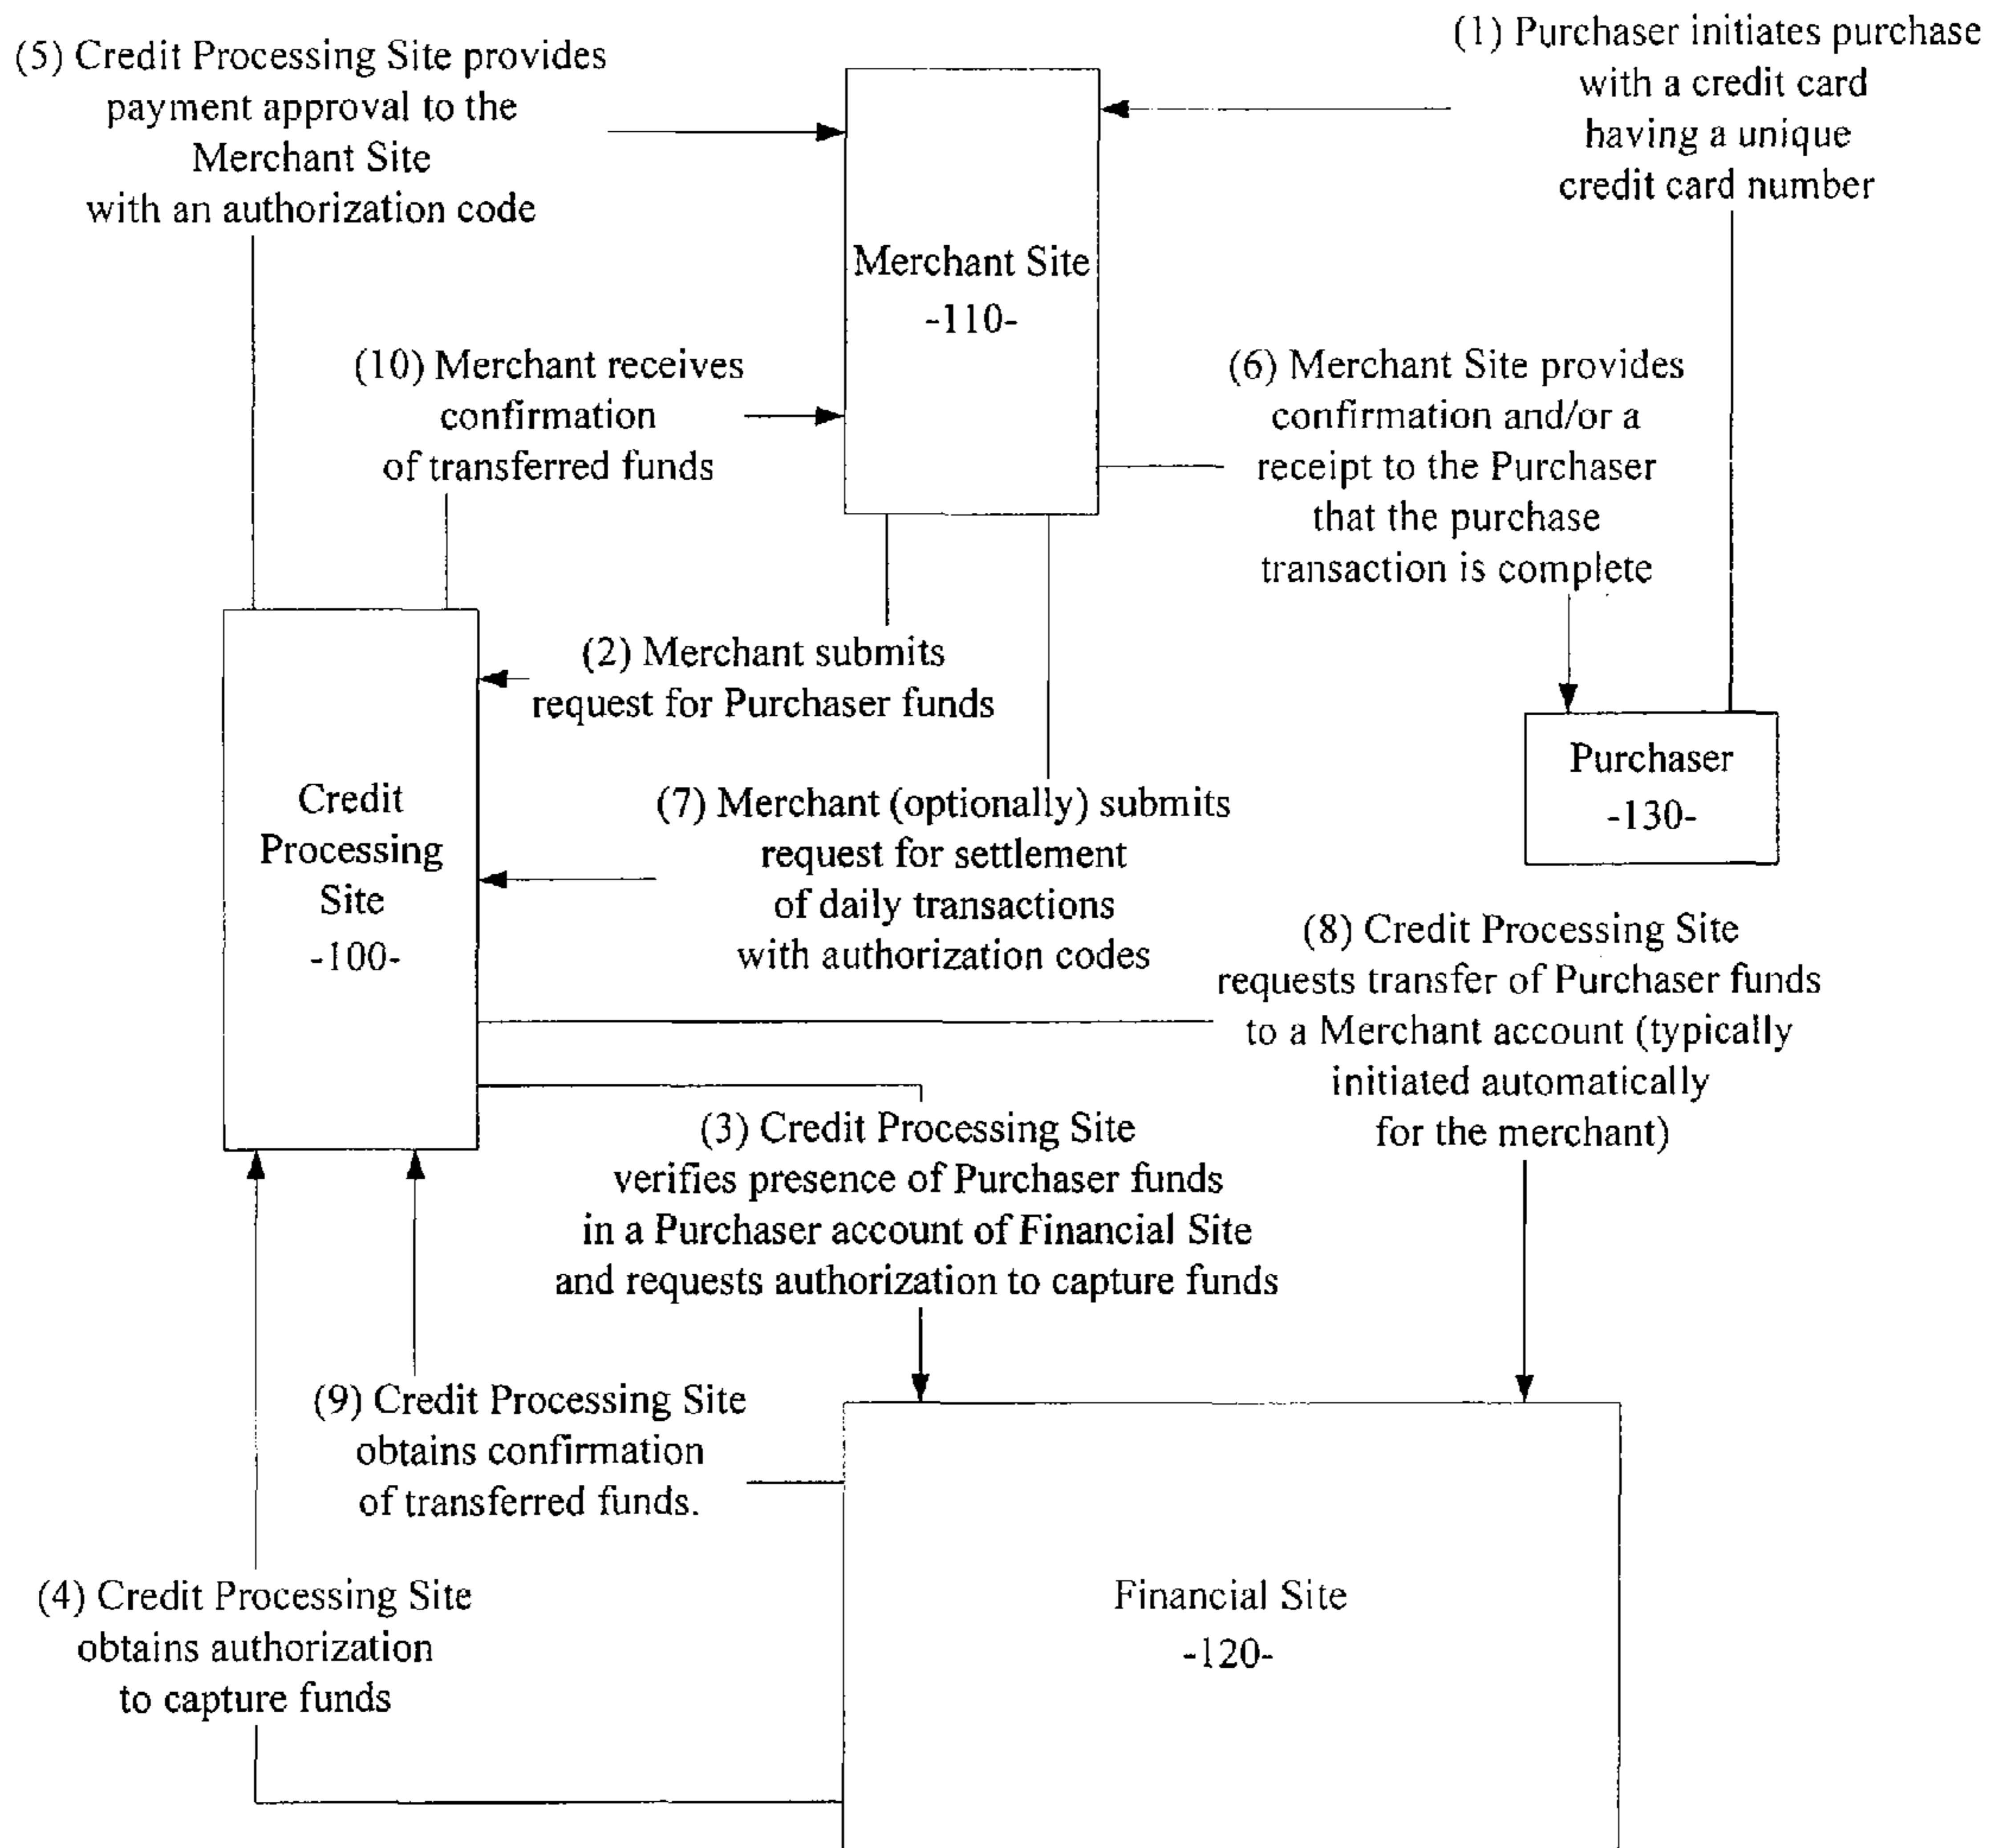 (5) Credit Processing Site provides
payment approval to the
Merchant Site
with an authorization code
(1) Purchaser initiates purchase
with a credit card
having a unique
credit card number
Merchant Site
-110-
(10) Merchant receives
confirmation
of transferred funds
(6) Merchant Site provides
confirmation and/or a
receipt to the Purchaser
that the purchase
transaction is complete
(2) Merchant submits
request for Purchaser funds
Purchaser
-130-
Credit
Processing
Site
-100-
(7) Merchant (optionally) submits
request for settlement
of daily transactions
with authorization codes
(8) Credit Processing Site
requests transfer of Purchaser funds
to a Merchant account (typically
initiated automatically
for the merchant)
(3) Credit Processing Site
verifies presence of Purchaser funds
in a Purchaser account of Financial Site
and requests authorization to capture funds
(9) Credit Processing Site
obtains confirmation
of transferred funds.
(4) Credit Processing Site
obtains authorization
to capture funds
Financial Site
-120-